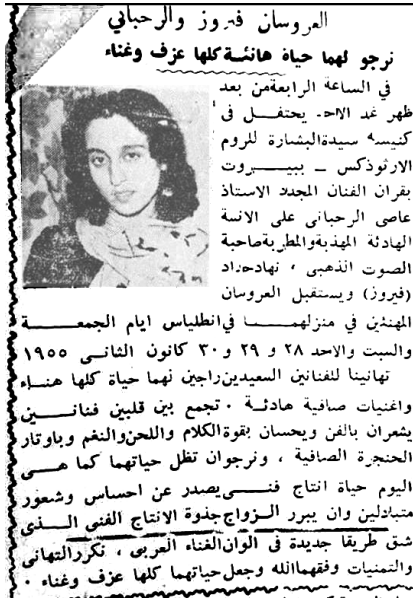 العروسان فيروز والرحباني
نرجو لهما حياة هانئة كلها عزف وغناء
في الساعة الرابعة من بعد
ظهر غد الاحد يحتفل في
كنيسة سيدة البشارة للروم
الارثوذكس ـ ببيروت
بقران الفنان المجدد الاستاذ
عاصي الرحباني على الانسة
الهادئة المهذبة والمطربة صاحبة
الصوت الذهبي ، نهاد حداد
(فيروز) ويستقبل العروسان
المهنئين في منزلهما في انطلياس ايام الجمعة
والسبت والاحد ٢٨ و ٢٩ و ٣٠ كانون الثاني ١٩٥٥
تهانينا للفنانين السعيدين راجين لهما حياة كلها هناء
واغنيات صافية هادئة ٠ تجمع بين قلبين فنانين
يشعران بالفن ويحسان بقوة الكلام واللحن والنغم وباوتار
الحنجرة الصافية ، ونرجو ان تظل حياتهما كما هي
اليوم حياة انتاج فني يصدر عن احساس وشعور
متبادلين وان يبرر الزواج جذوة الانتاج الفني الذي
شق طريقا جديدة في الوان الغناء العربي ، نكرر التهاني
والتمنيات وفقهما الله وجعل حياتهما كلها عزف وغناء ٠